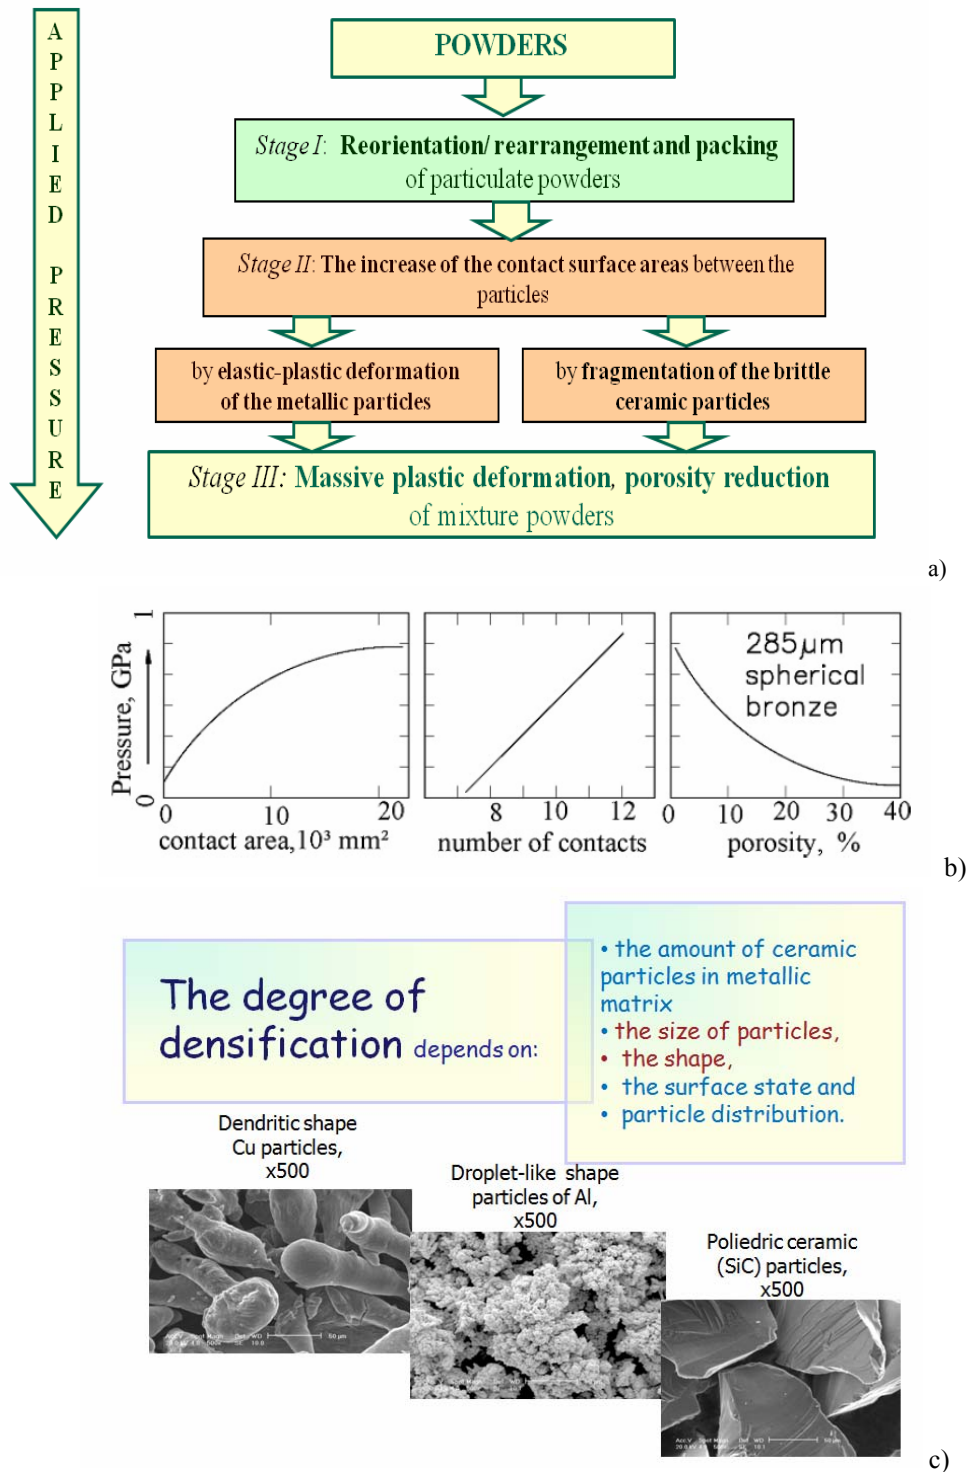 APPLIED PRESSURE
POWDERS
Stage I: Reorientation/rearrangement and packing
of particulate powders
Stage II: The increase of the contact surface areas between the
particles
by elastic-plastic deformation
of the metallic particles
by fragmentation of the brittle
ceramic particles
Stage III: Massive plastic deformation, porosity reduction
of mixture powders
a)
Pressure, GPa
0
1
0 10 20
contact area,10³ mm²
8 10 12
number of contacts
285µm
spherical
bronze
0 10 20 30 40
porosity, %
b)
The degree of
densification depends on:
• the amount of ceramic
particles in metallic
matrix
• the size of particles,
• the shape,
• the surface state and
• particle distribution.
Dendritic shape
Cu particles,
x500
Droplet-like shape
particles of Al,
x500
Poliedric ceramic
(SiC) particles,
x500
c)